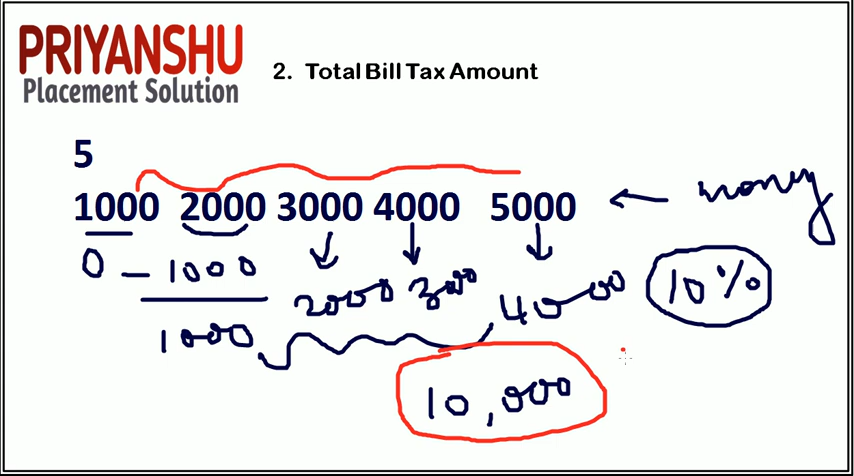 PRIYANSHU
Placement Solution
2. Total Bill Tax Amount
5
1000 2000 3000 4000 5000 ← money
0 – 1000 2000 3000 4000 10%
1000
10,000